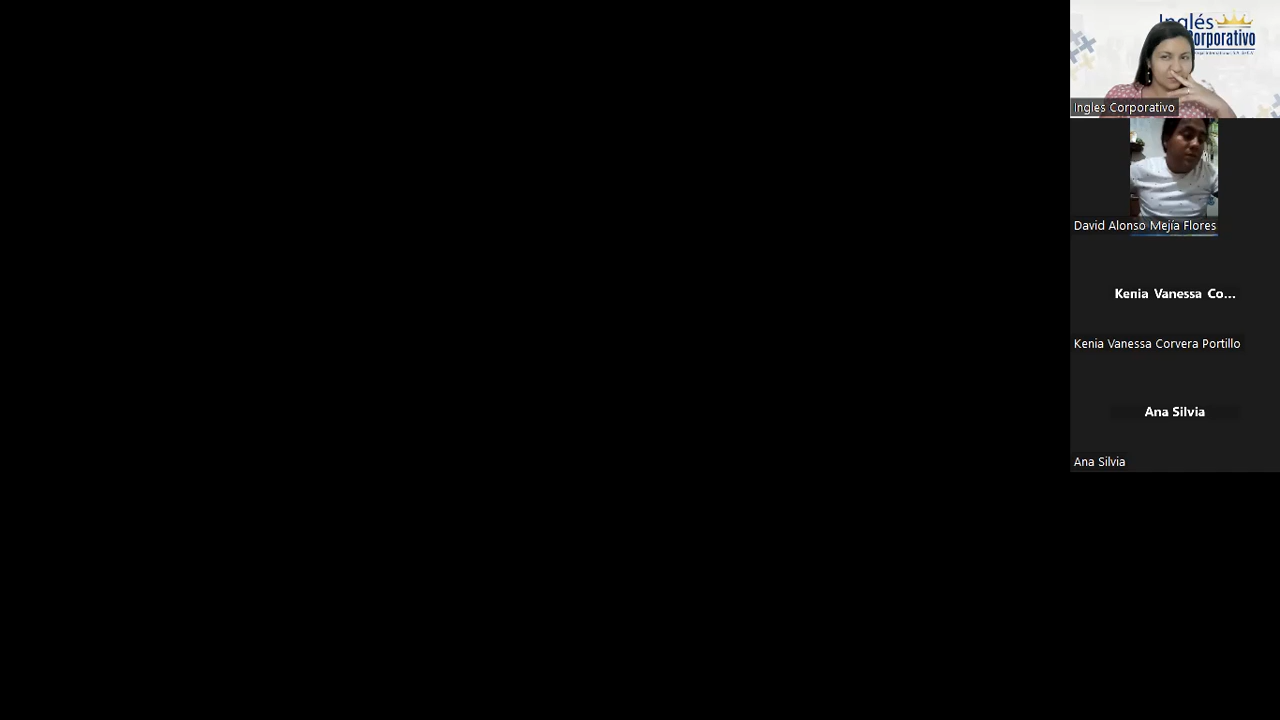 Inglés
Corporativo
Ingles Corporativo
David Alonso Mejía Flores
Kenia Vanessa Co...
Kenia Vanessa Corvera Portillo
Ana Silvia
Ana Silvia